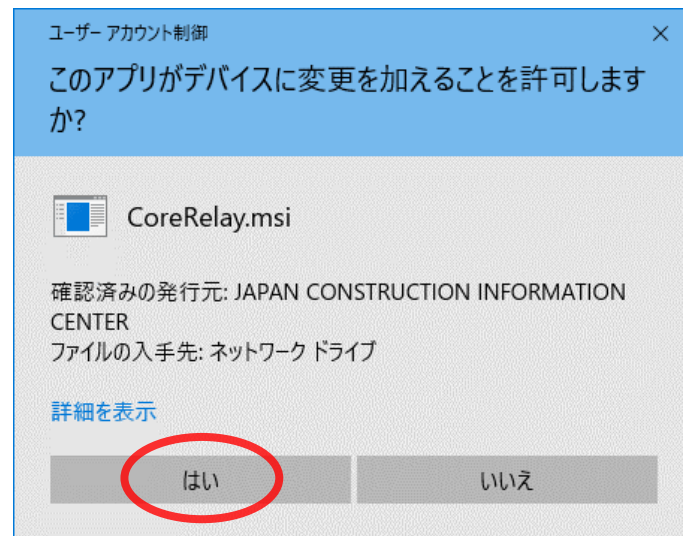 ユーザー アカウント制御
このアプリがデバイスに変更を加えることを許可します
か?
CoreRelay.msi
確認済みの発行元: JAPAN CONSTRUCTION INFORMATION
CENTER
ファイルの入手先: ネットワーク ドライブ
詳細を表示
はい
いいえ